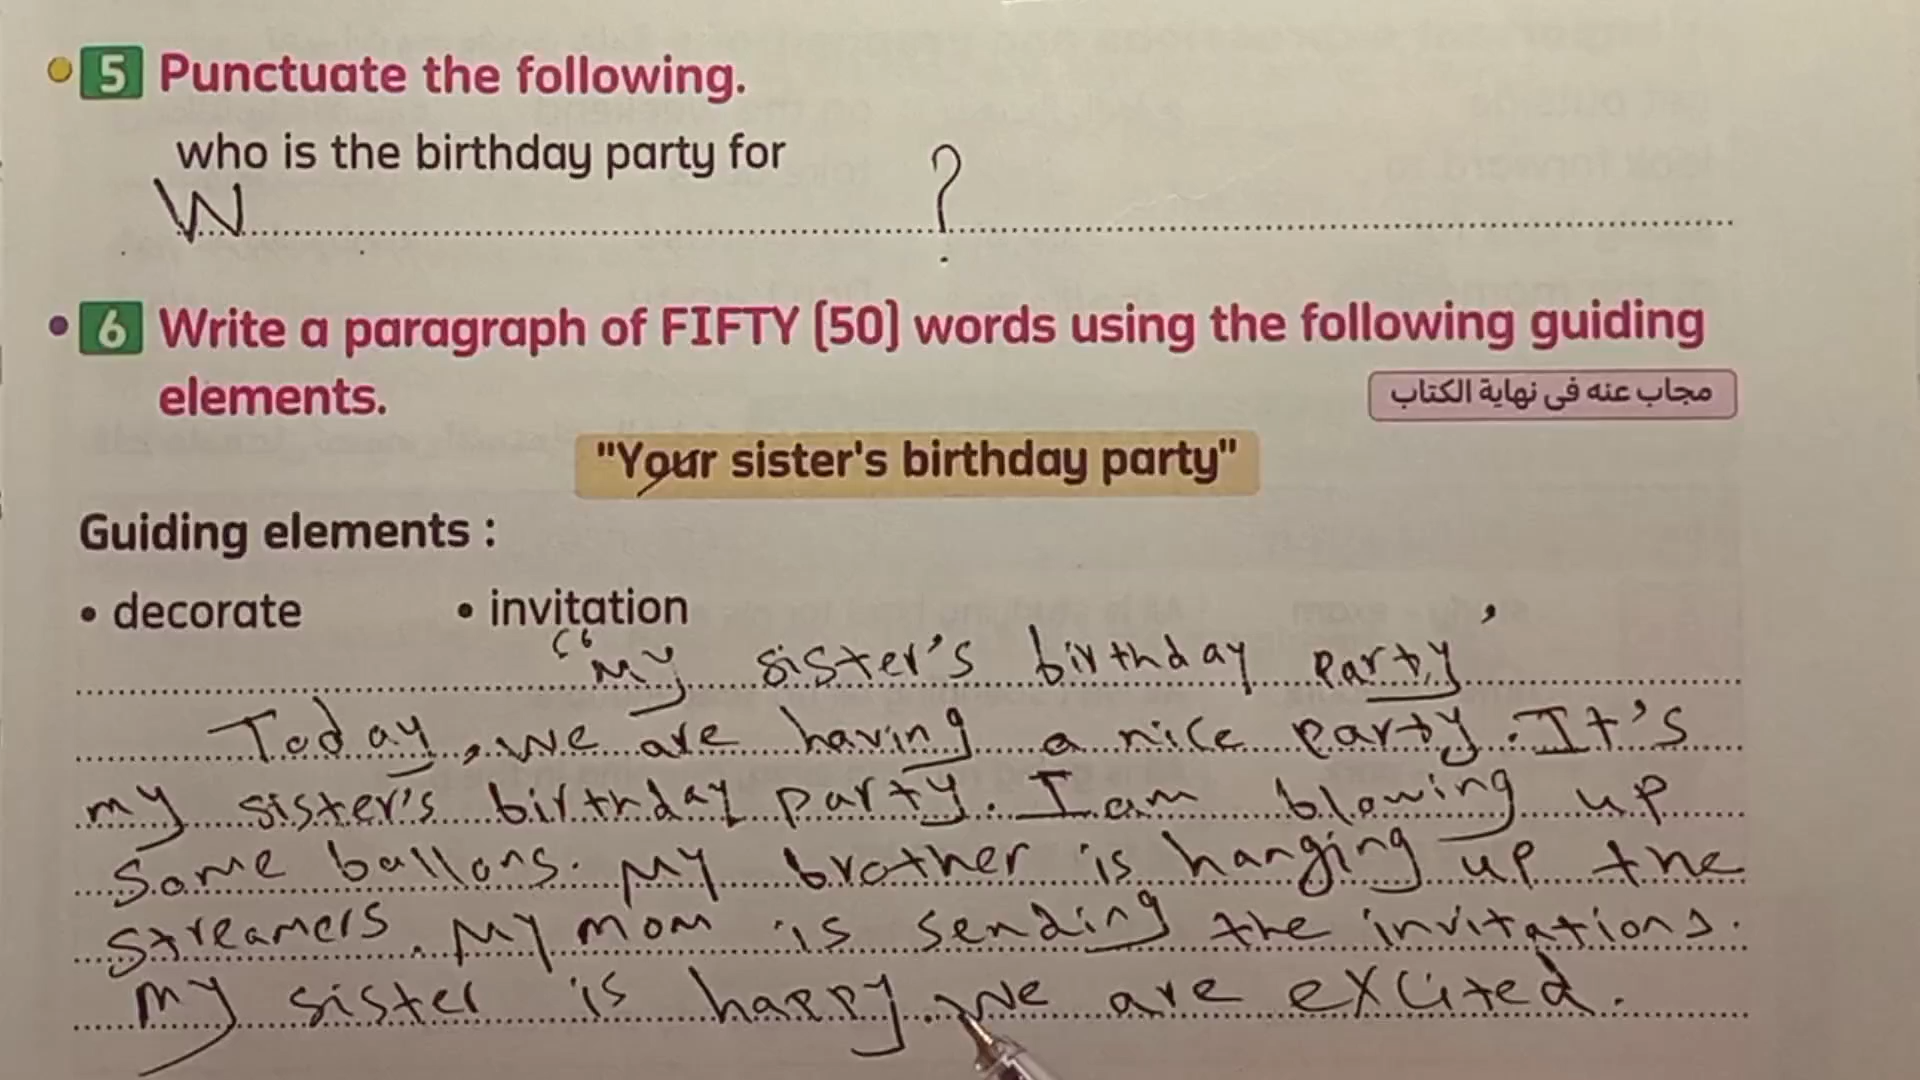 5 Punctuate the following.
who is the birthday party for
W ?
6 Write a paragraph of FIFTY (50) words using the following guiding
elements.
مجاب عنه فى نهاية الكتاب
"Your sister's birthday party"
Guiding elements :
• decorate • invitation
“My sister's birthday party’
Today, we are having a nice party. It's
my sister's birthday party. I am blowing up
Some ballons. My brother is hanging up the
streamers. My mom is sending the invitations.
My sister is happy. We are excited.